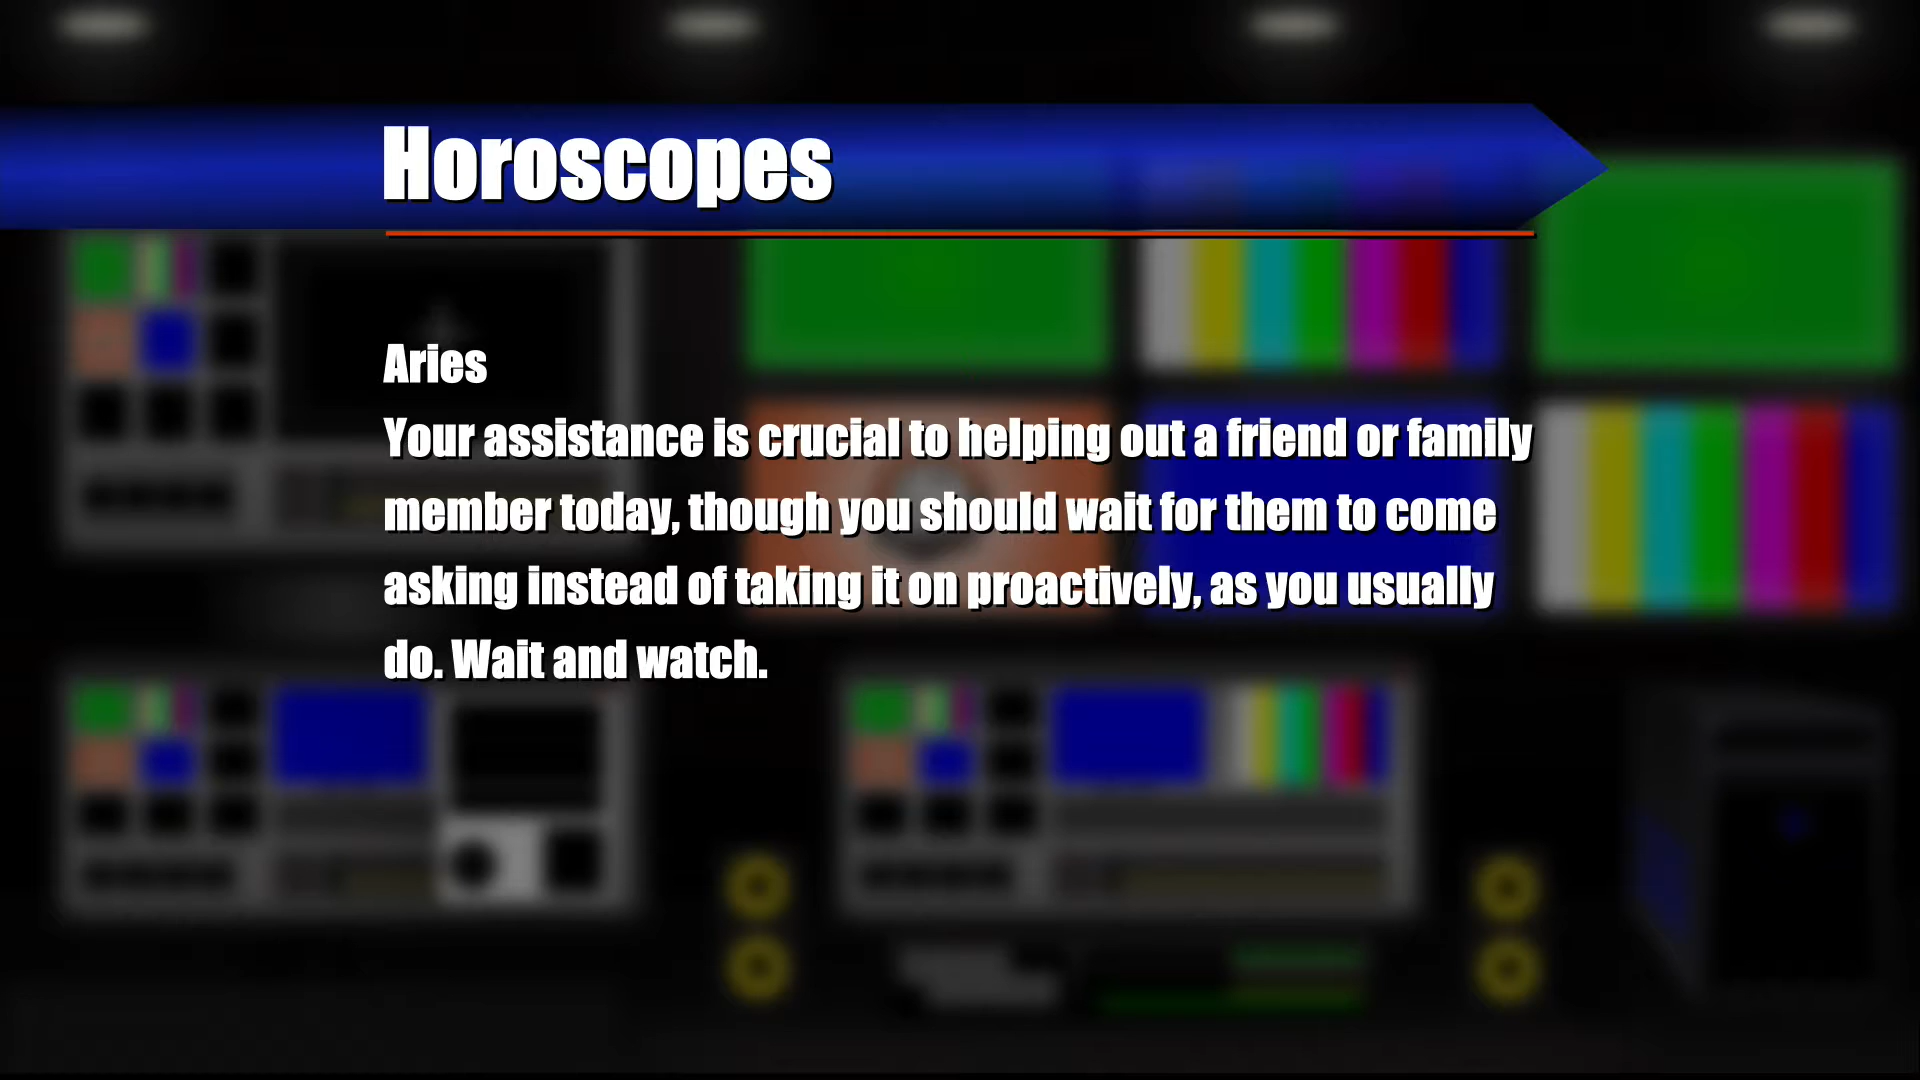 Horoscopes
Aries
Your assistance is crucial to helping out a friend or family
member today, though you should wait for them to come
asking instead of taking it on proactively, as you usually
do. Wait and watch.